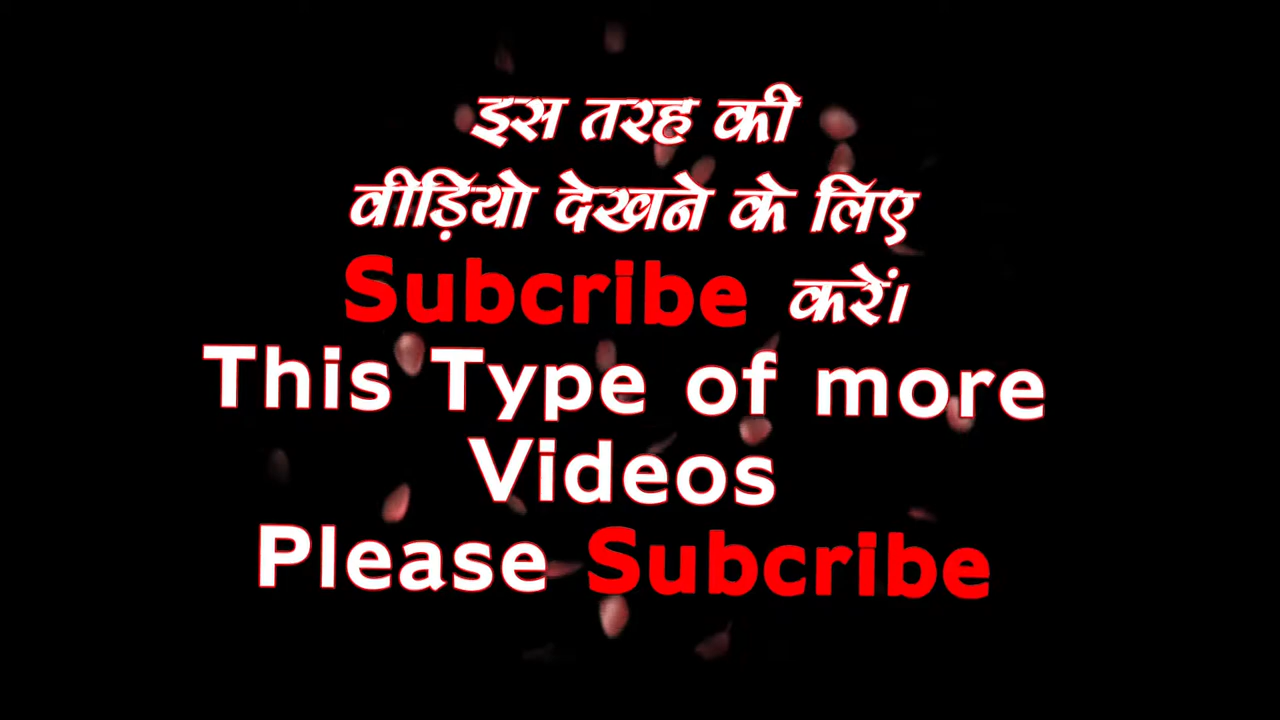 इस तरह की
वीड़ियो देखने के लिए
Subcribe करें।
This Type of more
Videos
Please Subcribe